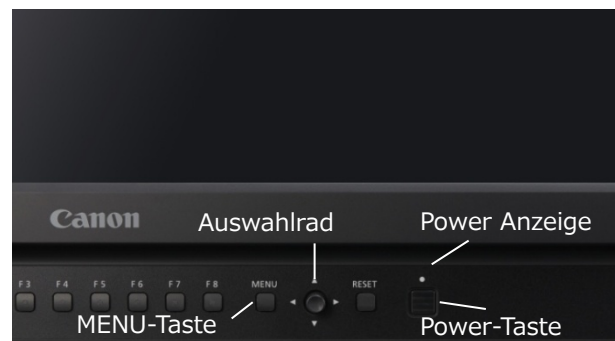 Canon
Auswahlrad
Power Anzeige
F3 F4 F5 F6 F7 F8 MENU RESET
MENU-Taste
Power-Taste